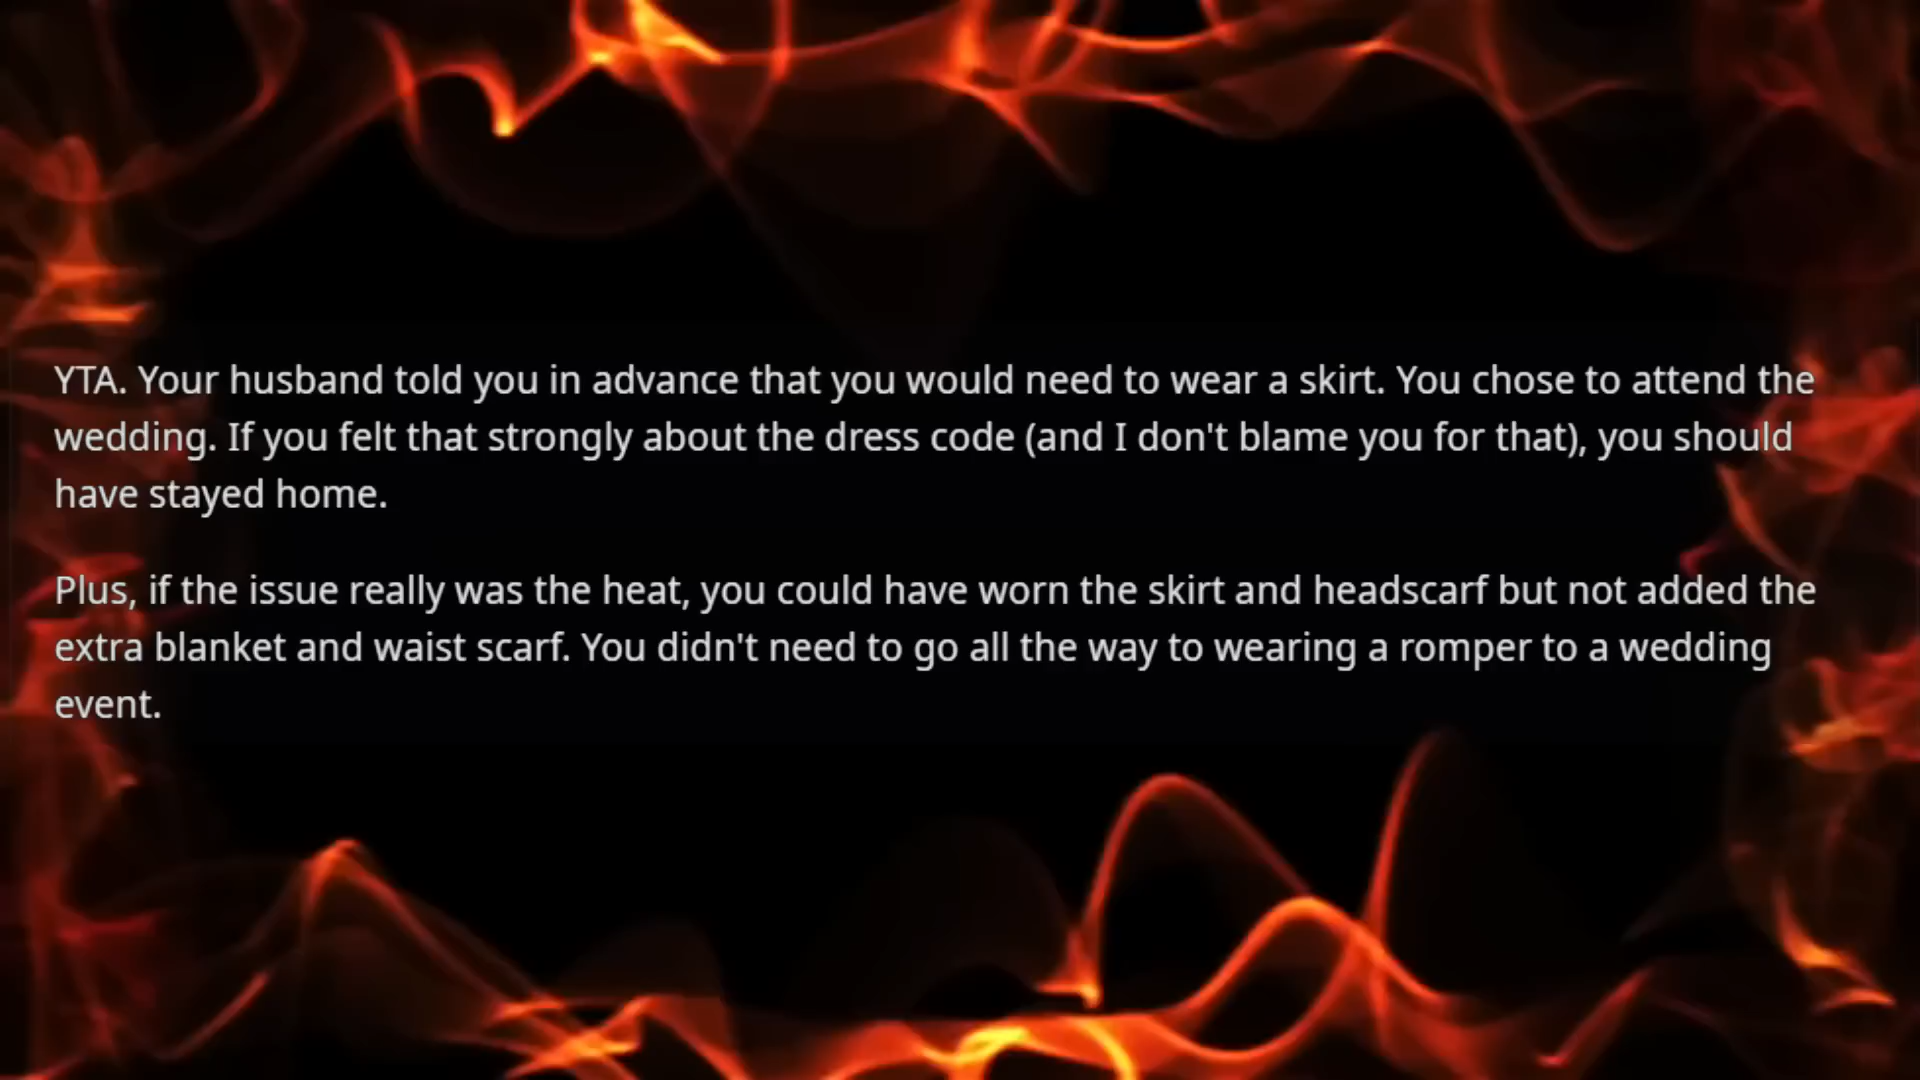 YTA. Your husband told you in advance that you would need to wear a skirt. You chose to attend the
wedding. If you felt that strongly about the dress code (and I don't blame you for that), you should
have stayed home.
Plus, if the issue really was the heat, you could have worn the skirt and headscarf but not added the
extra blanket and waist scarf. You didn't need to go all the way to wearing a romper to a wedding
event.